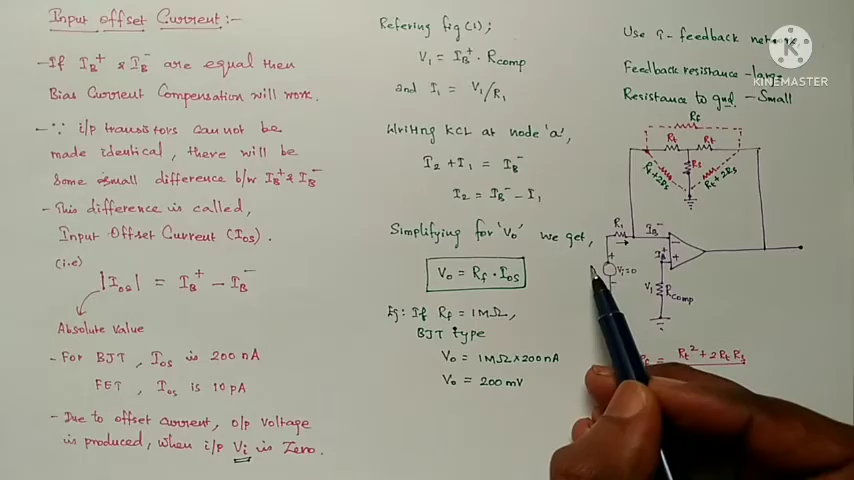 Input offset Current:-
- If IB+ & IB- are equal then
Bias Current Compensation will work.
- ∵ i/p transistors can not be
made identical, there will be
Some small difference b/w IB+ & IB-
- This difference is called,
Input Offset Current (Ios).
(i.e)
|Ios| = IB+ - IB-
Absolute Value
- For BJT, Ios is 200 nA
FET, Ios is 10 pA
- Due to offset current, o/p voltage
is produced, when i/p Vi is Zero.
Refering fig (1);
V1 = IB+ . Rcomp
and I1 = V1/R1
Writing KCL at node 'a',
I2 + I1 = IB-
I2 = IB- - I1
Simplifying for 'Vo' we get,
Vo = Rf . Ios
Eg: If Rf = 1MΩ,
BJT type
Vo = 1MΩ x 200nA
Vo = 200 mV
Use T - feedback network,
Feedback resistance - large
Resistance to gnd. - Small
K
KINEMASTER
Rf
Rt Rt
Rs
Rt + 2Rs Rt + 2Rs
R1 IB-
IB+
+ Vi=0 -
- +
V1 Rcomp
= Rt² + 2Rt Rs